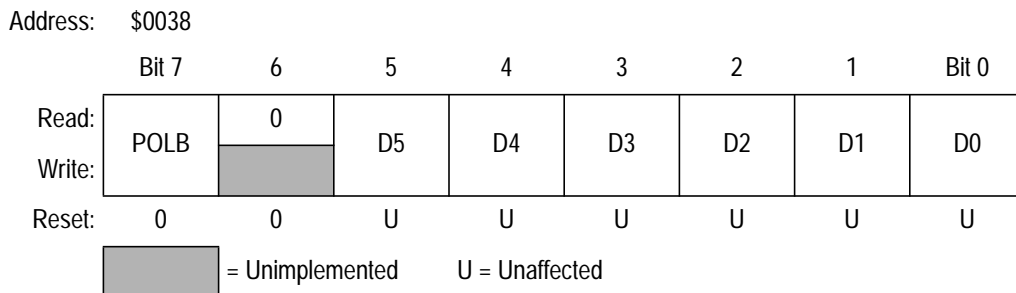 Address: $0038
Bit 7 6 5 4 3 2 1 Bit 0
Read: POLB 0 D5 D4 D3 D2 D1 D0
Write:
Reset: 0 0 U U U U U U
= Unimplemented U = Unaffected